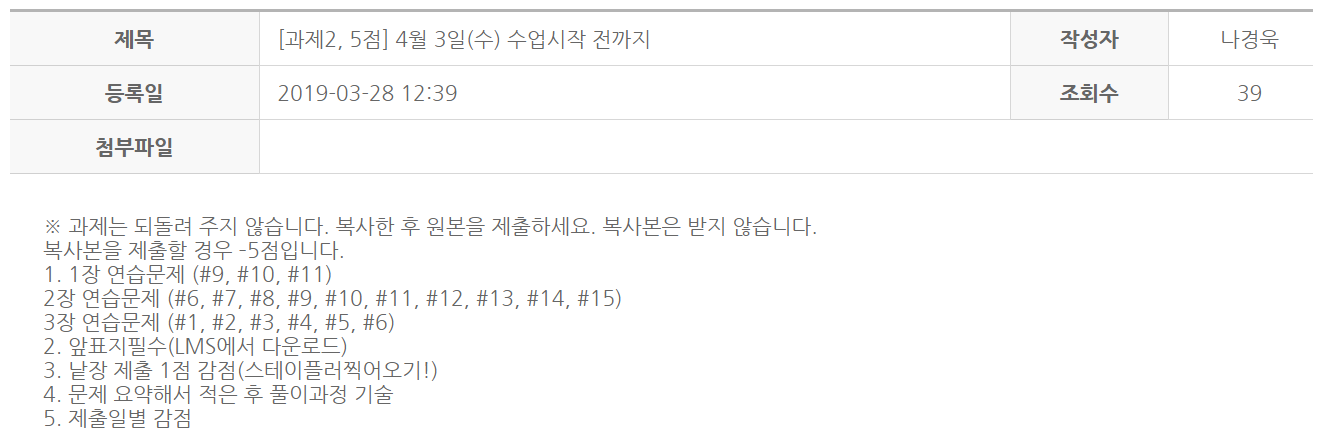 제목 [과제2, 5점] 4월 3일(수) 수업시작 전까지 작성자 나경욱
등록일 2019-03-28 12:39 조회수 39
첨부파일
※ 과제는 되돌려 주지 않습니다. 복사한 후 원본을 제출하세요. 복사본은 받지 않습니다.
복사본을 제출할 경우 -5점입니다.
1. 1장 연습문제 (#9, #10, #11)
2장 연습문제 (#6, #7, #8, #9, #10, #11, #12, #13, #14, #15)
3장 연습문제 (#1, #2, #3, #4, #5, #6)
2. 앞표지필수(LMS에서 다운로드)
3. 낱장 제출 1점 감점(스테이플러찍어오기!)
4. 문제 요약해서 적은 후 풀이과정 기술
5. 제출일별 감점